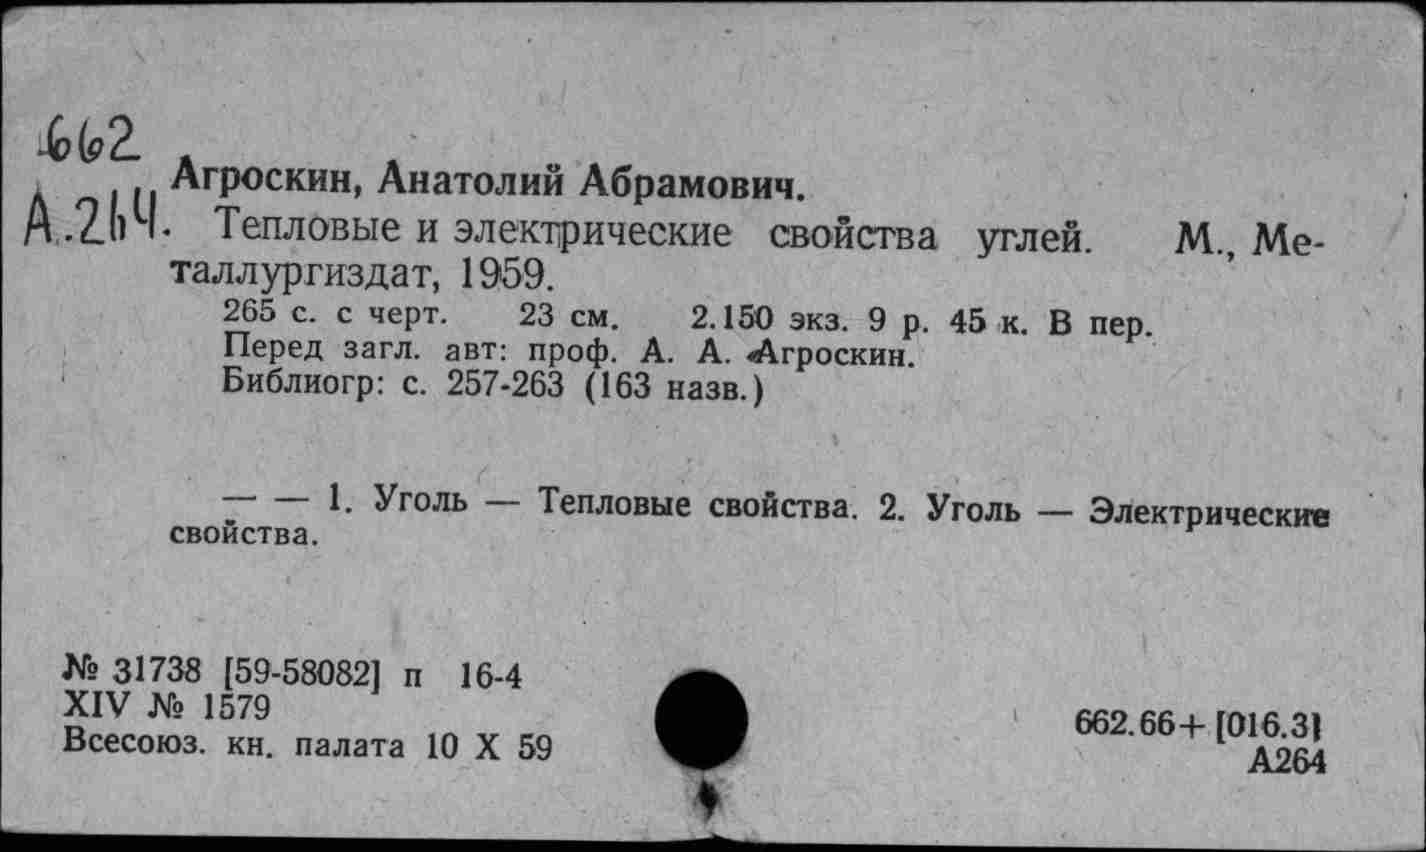 662
Агроскин, Анатолий Абрамович.
А.264.
Тепловые и электрические свойства углей. М., Ме-
таллургиздат, 1959.
265 с. с черт. 23 см. 2.150 экз. 9 р. 45 к. В пер.
Перед загл. авт: проф. А. А. Агроскин.
Библиогр: с. 257-263 (163 назв.)
— — 1. Уголь — Тепловые свойства. 2. Уголь — Электрические
свойства.
№ 31738 [59-58082] п 16-4
XIV № 1579
Всесоюз. кн. палата 10 X 59
662.66+[016.3]
А264